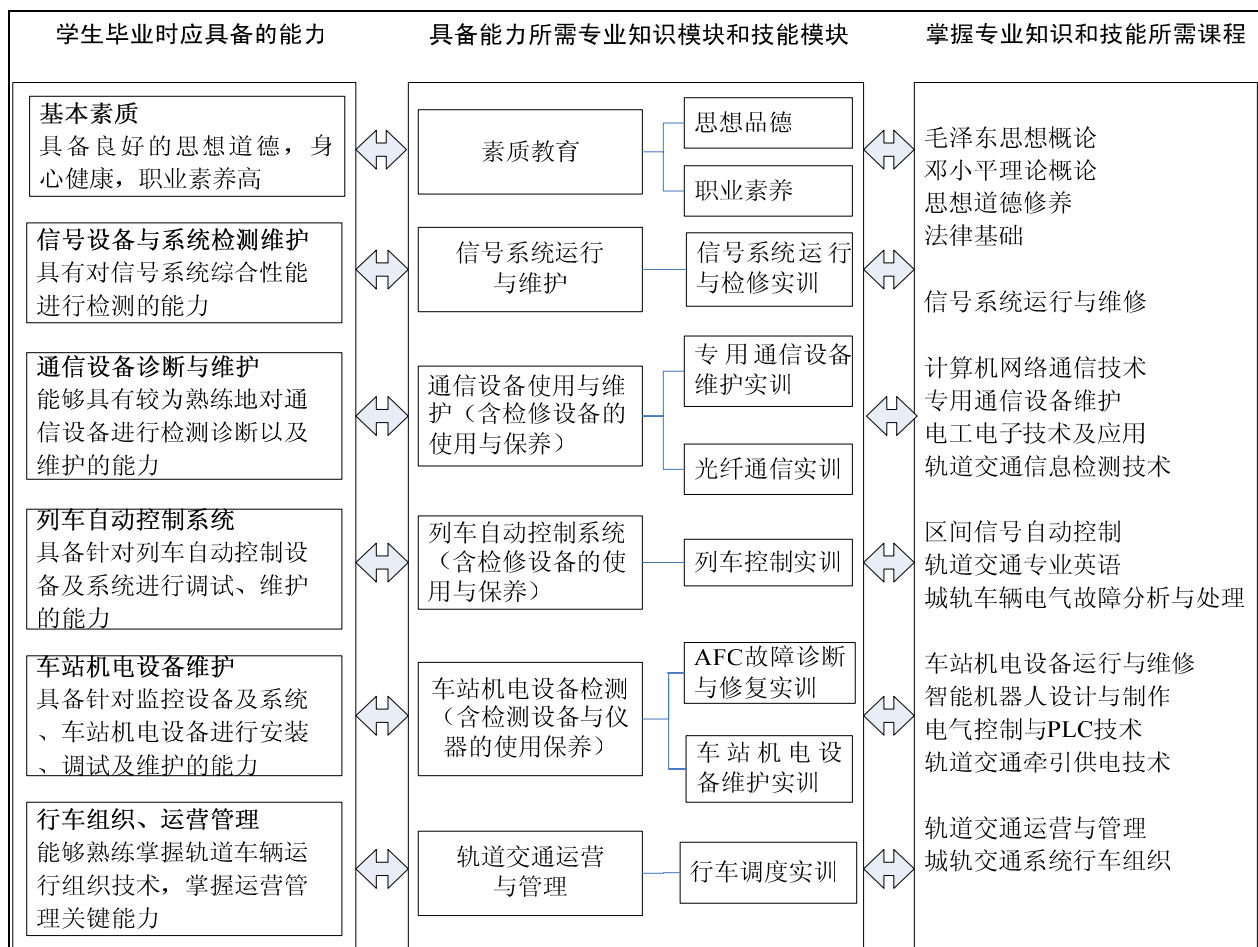 学生毕业时应具备的能力
具备能力所需专业知识模块和技能模块
掌握专业知识和技能所需课程
基本素质
具备良好的思想道德，身
心健康，职业素养高
信号设备与系统检测维护
具有对信号系统综合性能
进行检测的能力
通信设备诊断与维护
能够具有较为熟练地对通
信设备进行检测诊断以及
维护的能力
列车自动控制系统
具备针对列车自动控制设
备及系统进行调试、维护
的能力
车站机电设备维护
具备针对监控设备及系统
、车站机电设备进行安装
、调试及维护的能力
行车组织、运营管理
能够熟练掌握轨道车辆运
行组织技术，掌握运营管
理关键能力
素质教育
思想品德
职业素养
信号系统运行
与维护
信号系统运行
与检修实训
通信设备使用与维
护（含检修设备的
使用与保养）
专用通信设备
维护实训
光纤通信实训
列车自动控制系统
（含检修设备的使
用与保养）
列车控制实训
车站机电设备检测
（含检测设备与仪
器的使用保养）
AFC故障诊断
与修复实训
车站机电设
备维护实训
轨道交通运营
与管理
行车调度实训
毛泽东思想概论
邓小平理论概论
思想道德修养
法律基础
信号系统运行与维修
计算机网络通信技术
专用通信设备维护
电工电子技术及应用
轨道交通信息检测技术
区间信号自动控制
轨道交通专业英语
城轨车辆电气故障分析与处理
车站机电设备运行与维修
智能机器人设计与制作
电气控制与PLC技术
轨道交通牵引供电技术
轨道交通运营与管理
城轨交通系统行车组织